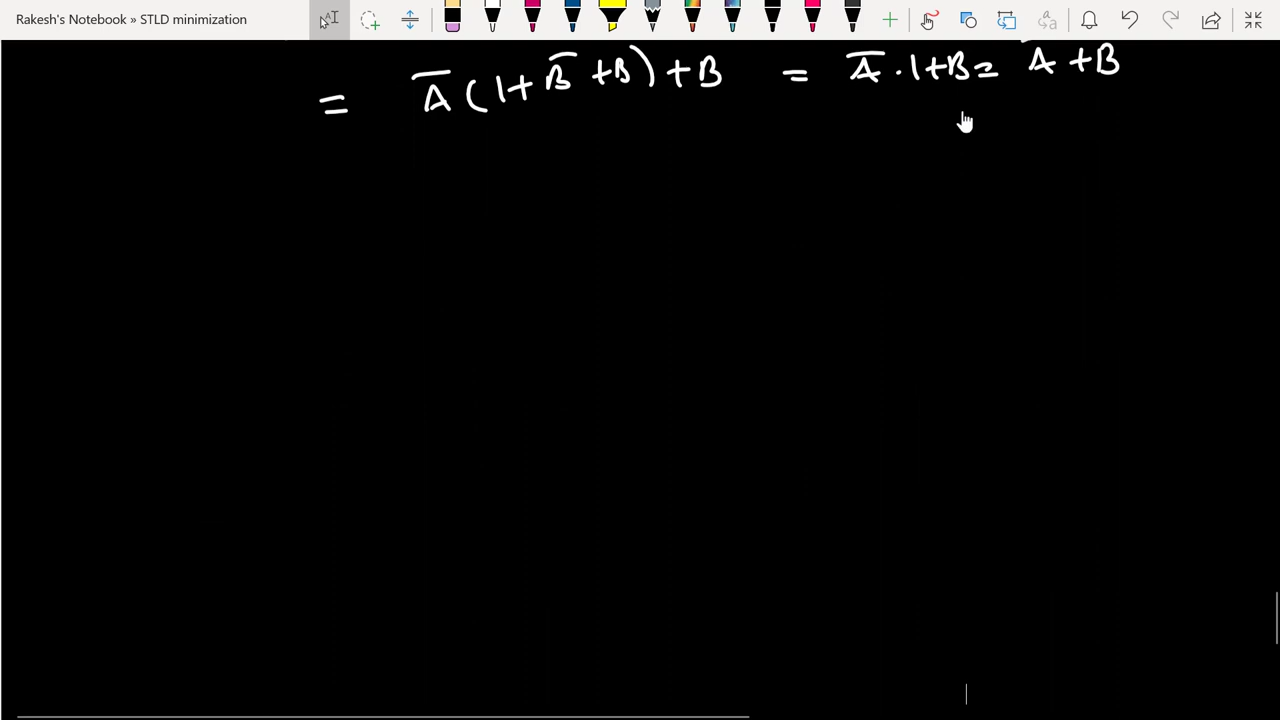 Rakesh's Notebook » STLD minimization
= A̅ (1 + B̅ + B) + B = A̅ · 1 + B = A̅ + B